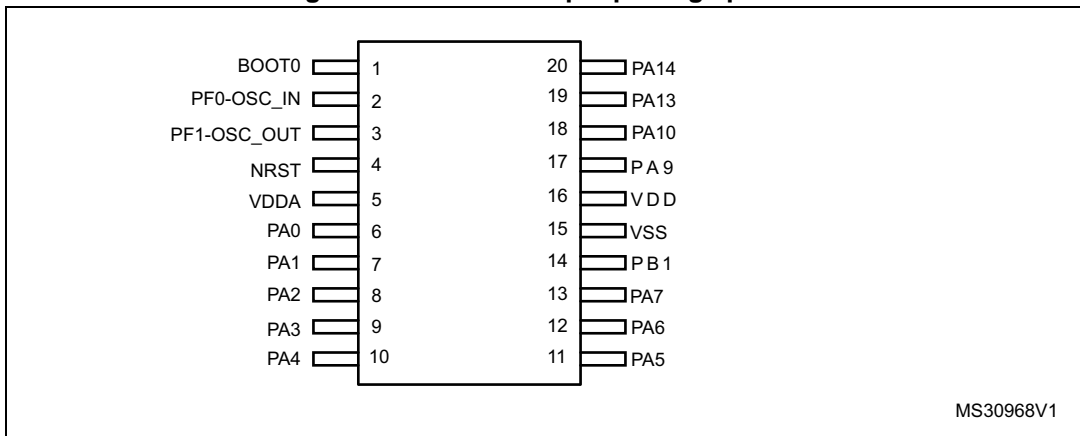 BOOT0 1 20 PA14
PF0-OSC_IN 2 19 PA13
PF1-OSC_OUT 3 18 PA10
NRST 4 17 PA9
VDDA 5 16 VDD
PA0 6 15 VSS
PA1 7 14 PB1
PA2 8 13 PA7
PA3 9 12 PA6
PA4 10 11 PA5
MS30968V1